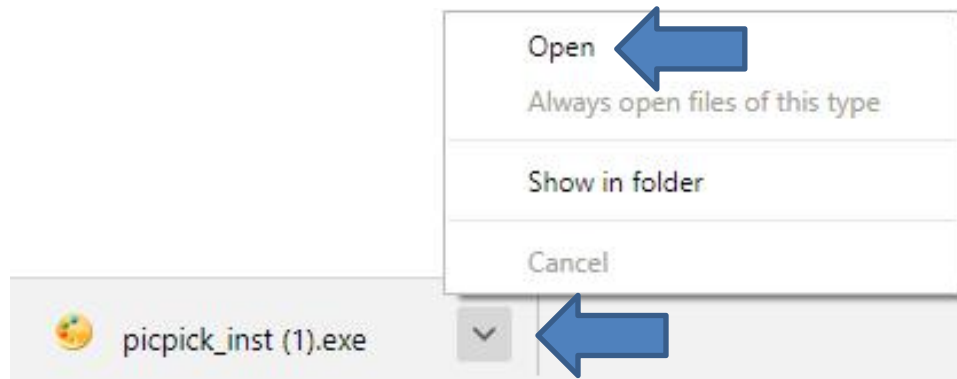 Open
Always open files of this type
Show in folder
Cancel
picpick_inst (1).exe